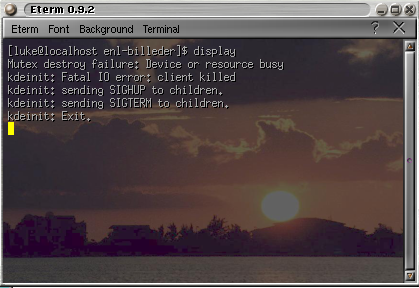 Eterm 0.9.2
Eterm Font Background Terminal ? X
[luke@localhost enl-billeder]$ display
Mutex destroy failure: Device or resource busy
kdeinit: Fatal IO error: client killed
kdeinit: sending SIGHUP to children.
kdeinit: sending SIGTERM to children.
kdeinit: Exit.